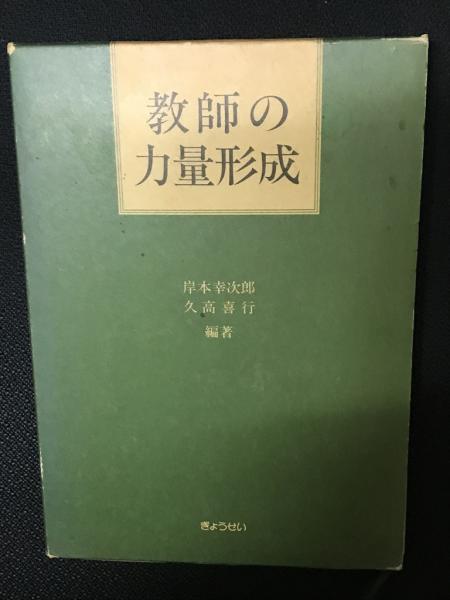 教師の
力量形成
岸本幸次郎
久高喜行
編著
ぎょうせい